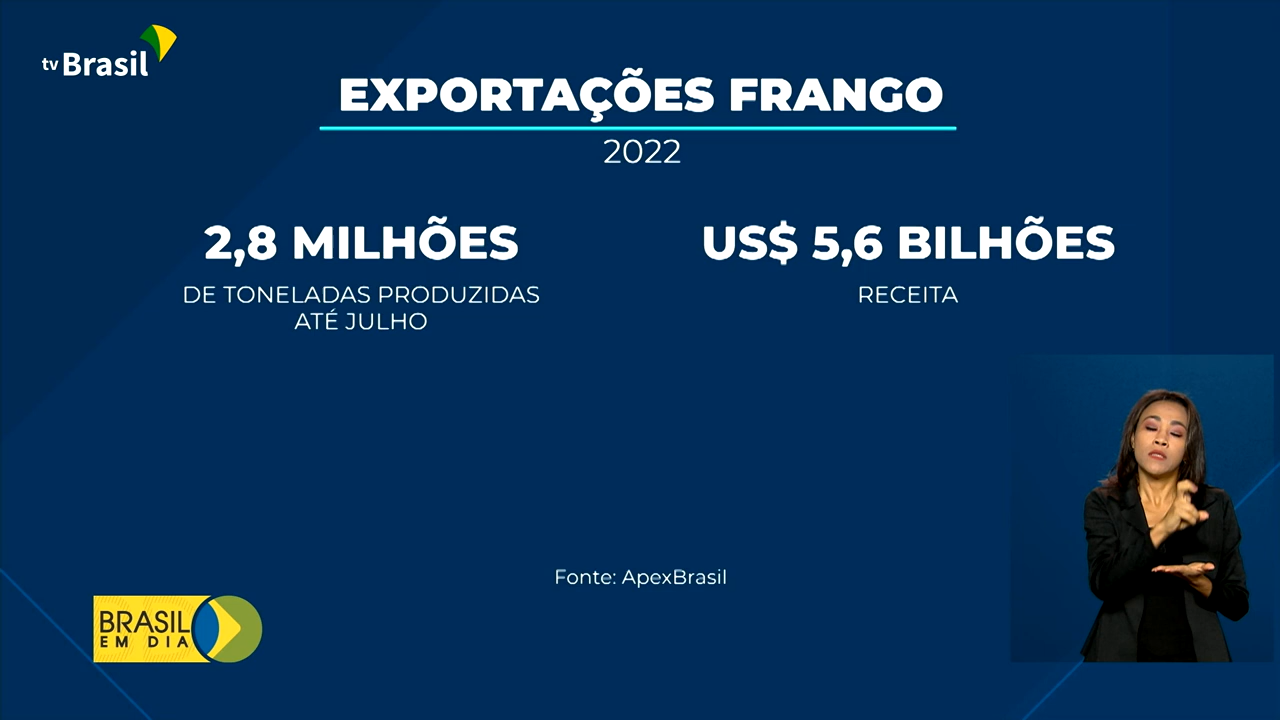 tv Brasil
EXPORTAÇÕES FRANGO
2022
2,8 MILHÕES
DE TONELADAS PRODUZIDAS
ATÉ JULHO
US$ 5,6 BILHÕES
RECEITA
Fonte: ApexBrasil
BRASIL
EM DIA